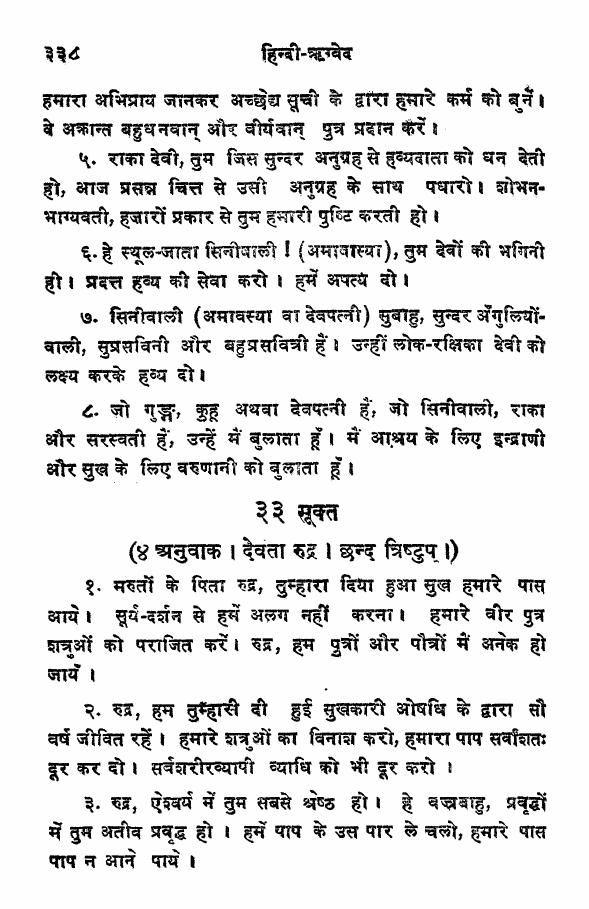 ३३८ हिन्दी-ऋग्वेद
हमारा अभिप्राय जानकर अच्छेद्य सूची के द्वारा हमारे कर्म को बुनें।
वे अक्रान्त बहुधनवान् और वीर्यवान् पुत्र प्रदान करें।
५. राका देवी, तुम जिस सुन्दर अनुग्रह से हव्यदाता को धन देती
हो, आज प्रसन्न चित्त से उसी अनुग्रह के साथ पधारो। शोभन-
भाग्यवती, हजारों प्रकार से तुम हमारी पुष्टि करती हो।
६. हे स्थूल-जाता सिनीवाली ! (अमावास्या), तुम देवों की भगिनी
ही। प्रदत्त हव्य की सेवा करो। हमें अपत्य दो।
७. सिनीवाली (अमावस्या वा देवपत्नी) सुबाहु, सुन्दर अँगुलियों-
वाली, सुप्रसविनी और बहुप्रसवित्री हैं। उन्हीं लोक-रक्षिका देवी को
लक्ष्य करके हव्य दो।
८. जो गुङ्गू, कुहू अथवा देवपत्नी हैं, जो सिनीवाली, राका
और सरस्वती हैं, उन्हें मैं बुलाता हूँ। मैं आश्रय के लिए इन्द्राणी
और सुख के लिए वरुणानी को बुलाता हूँ।
३३ सूक्त
(४ अनुवाक। देवता रुद्र। छन्द त्रिष्टुप्।)
१. मरुतों के पिता रुद्र, तुम्हारा दिया हुआ सुख हमारे पास
आये। सूर्य-दर्शन से हमें अलग नहीं करना। हमारे वीर पुत्र
शत्रुओं को पराजित करें। रुद्र, हम पुत्रों और पौत्रों में अनेक हो
जायँ।
२. रुद्र, हम तुम्हासी दी हुई सुखकारी ओषधि के द्वारा सौ
वर्ष जीवित रहें। हमारे शत्रुओं का विनाश करो, हमारा पाप सर्वांशतः
दूर कर दो। सर्वशरीरव्यापी व्याधि को भी दूर करो।
३. रुद्र, ऐश्वर्य में तुम सबसे श्रेष्ठ हो। हे वज्रबाहु, प्रवृद्धों
में तुम अतीव प्रवृद्ध हो। हमें पाप के उस पार ले चलो, हमारे पास
पाप न आने पाये।